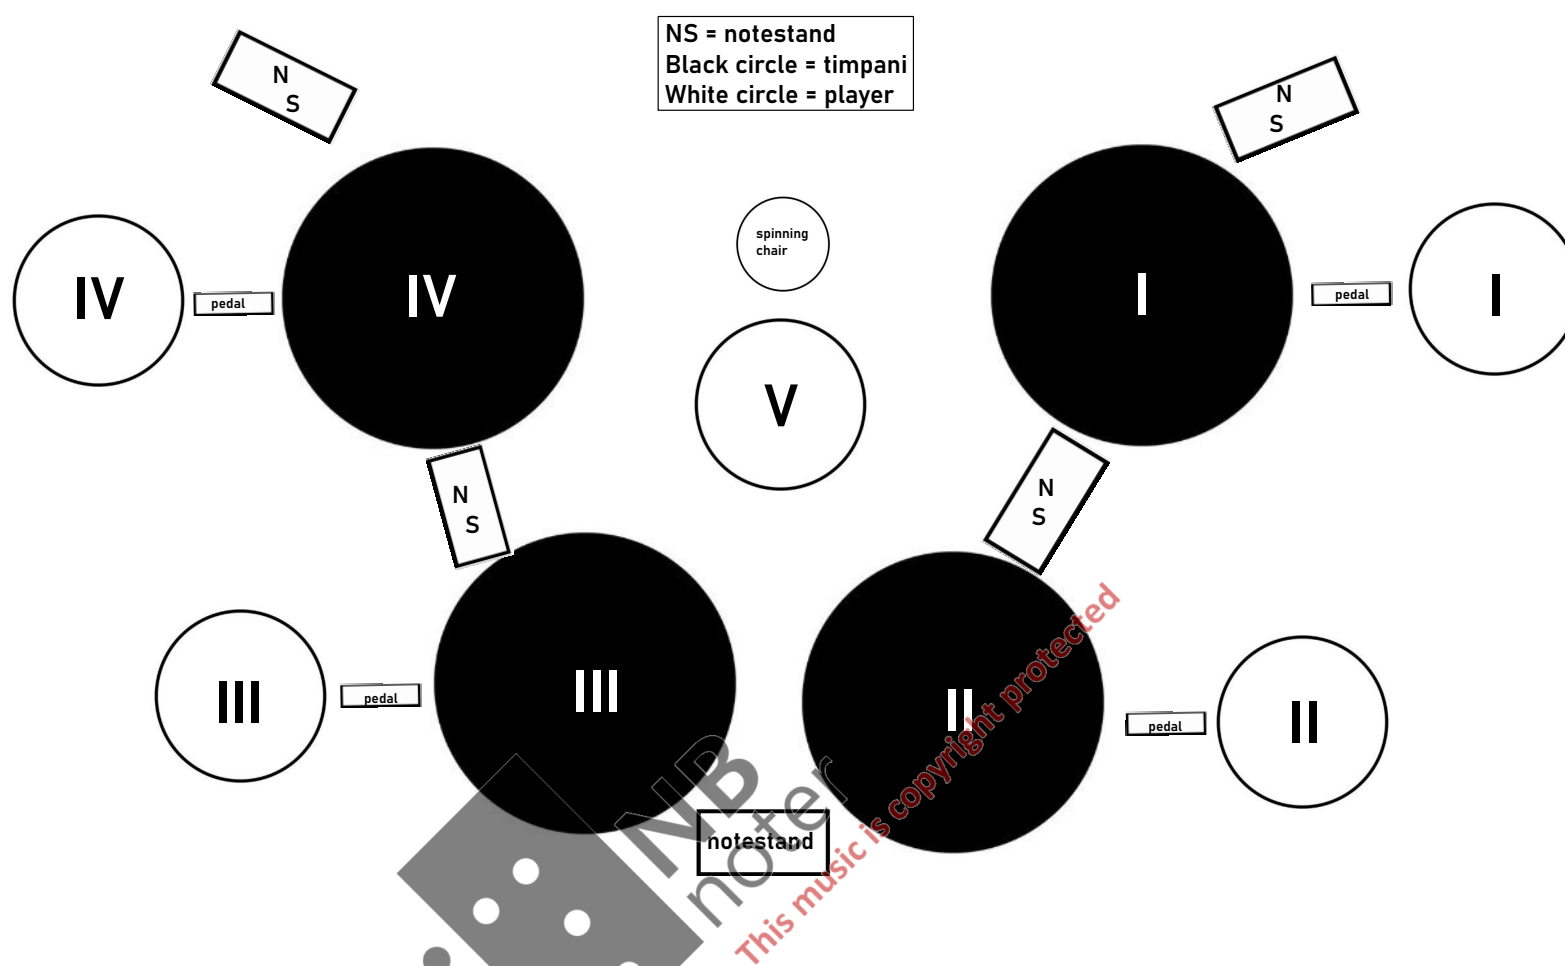 NS = notestand
Black circle = timpani
White circle = player
N
S
N
S
spinning
chair
IV
pedal
IV
I
pedal
I
V
N
S
N
S
III
pedal
III
II
pedal
II
notestand
NB
noter
This music is copyright protected